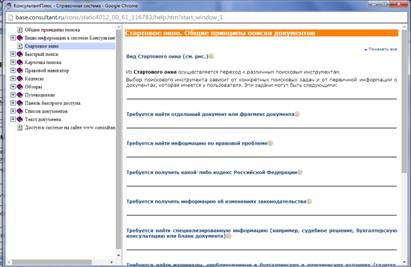 КонсультантПлюс - Справочная система - Google Chrome
base.consultant.ru/cons/static4012_00_61_116783/help.htm?start_window_1
Общие принципы поиска
Видеоинформация о системе Консультант
Стартовое окно
Быстрый поиск
Карточка поиска
Правовой навигатор
Кодексы
Обзоры
Путеводители
Панель быстрого доступа
Список документов
Текст документа
Доступ к системе на сайте www.consultan
Стартовое окно. Общие принципы поиска документов
Показать все
Вид Стартового окна (см. рис.)
Из Стартового окна осуществляется переход к различным поисковым инструментам.
Выбор поискового инструмента зависит от конкретных поисковых задач и от первичной информации о
документах, которая имеется у пользователя. Эти задачи могут быть следующими:
Требуется найти отдельный документ или фрагмент документа
Требуется найти информацию по правовой проблеме
Требуется получить какой-либо кодекс Российской Федерации
Требуется получить информацию об изменениях законодательства
Требуется найти специализированную информацию (например, судебное решение, бухгалтерскую
консультацию или бланк документа)